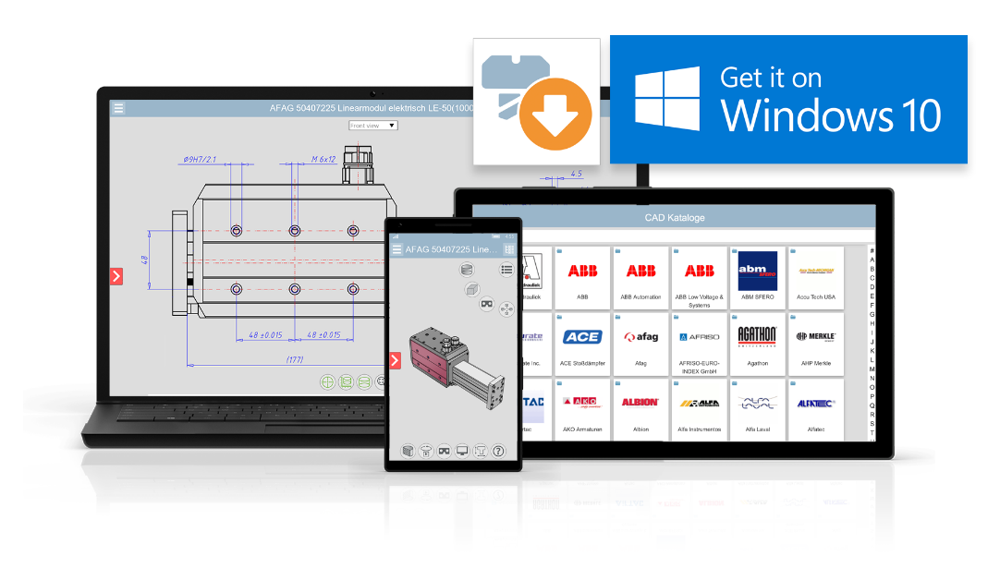 Get it on
Windows 10
AFAG 50407225 Linearmodul elektrisch LE-50(1000
Front view
Ø9H7/2.1
M 6x12
4.5
48
48 ±0.015
48 ±0.015
(177)
4:51
AFAG 50407225 Line...
CAD Kataloge
drauliek
ABB
ABB
ABB
ABB
ABB Automation
ABB Low Voltage &
Systems
abm
SFERO
ABM SFERO
Accu Tech USA
urate
ate Inc.
ACE
ACE Stoßdämpfer
afag
Afag
AFRISO
AFRISO-EURO-
INDEX GmbH
AGATHON
Agathon
MERKLE
AHP Merkle
TAC
rtac
AKO
AKO Armaturen
ALBION
Albion
ALFA
Alfa Instrumentos
Alfa Laval
ALFATEC
Alfatec
#
A
B
C
D
E
F
G
H
I
J
K
L
M
N
O
P
Q
R
S
T
?